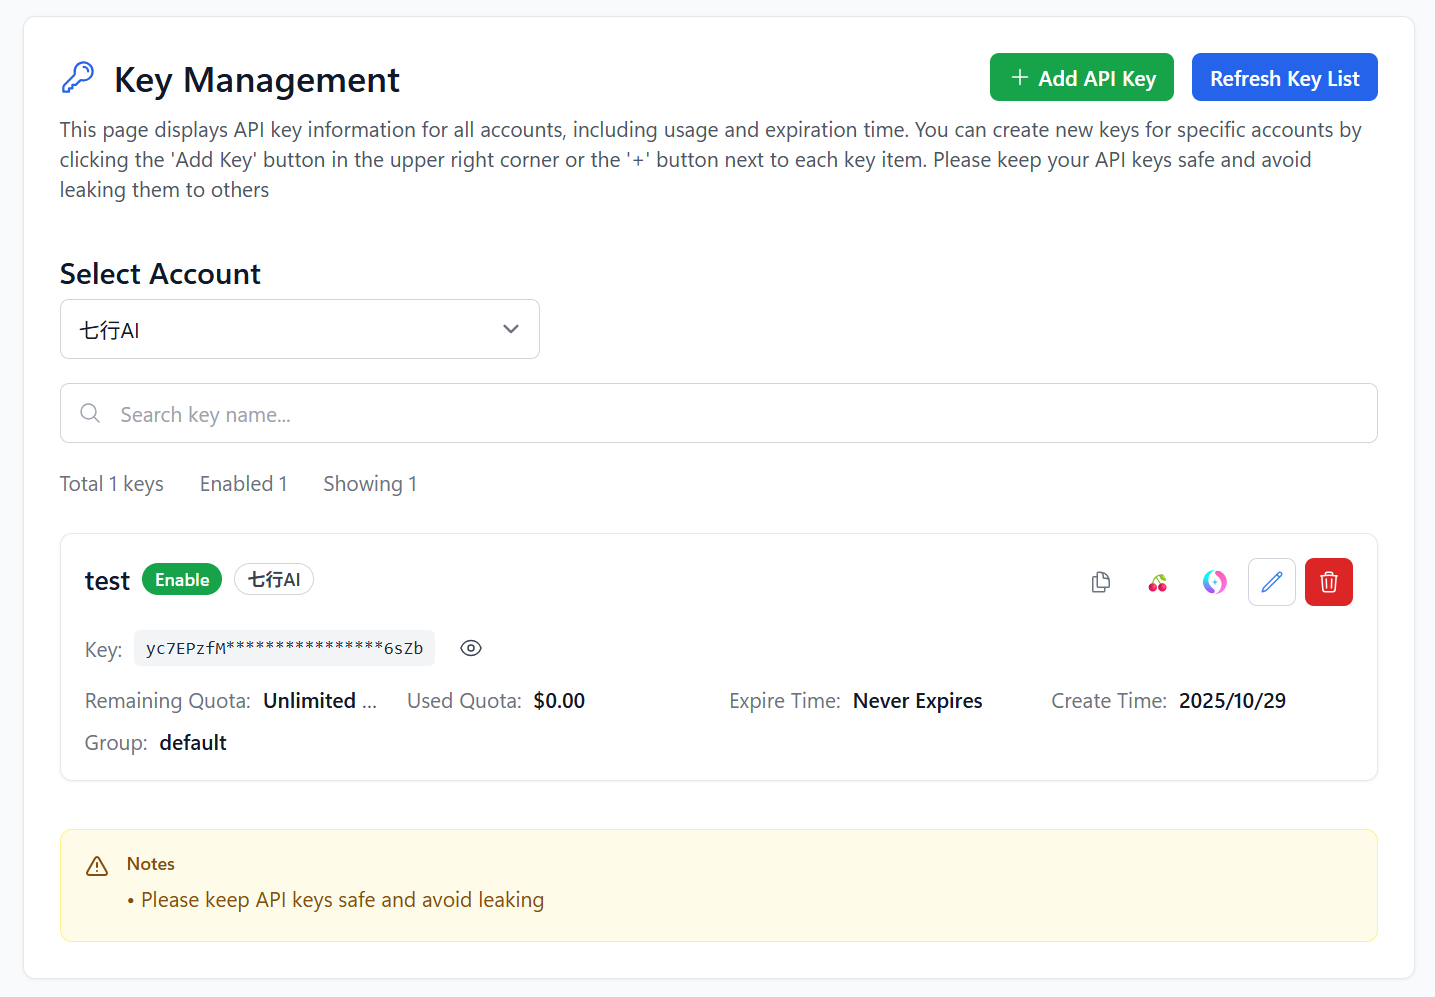 Key Management
+ Add API Key
Refresh Key List
This page displays API key information for all accounts, including usage and expiration time. You can create new keys for specific accounts by
clicking the 'Add Key' button in the upper right corner or the '+' button next to each key item. Please keep your API keys safe and avoid
leaking them to others
Select Account
七行AI
Search key name...
Total 1 keys Enabled 1 Showing 1
test Enable 七行AI
Key: yc7EPzfM****************6sZb
Remaining Quota: Unlimited ... Used Quota: $0.00 Expire Time: Never Expires Create Time: 2025/10/29
Group: default
Notes
• Please keep API keys safe and avoid leaking